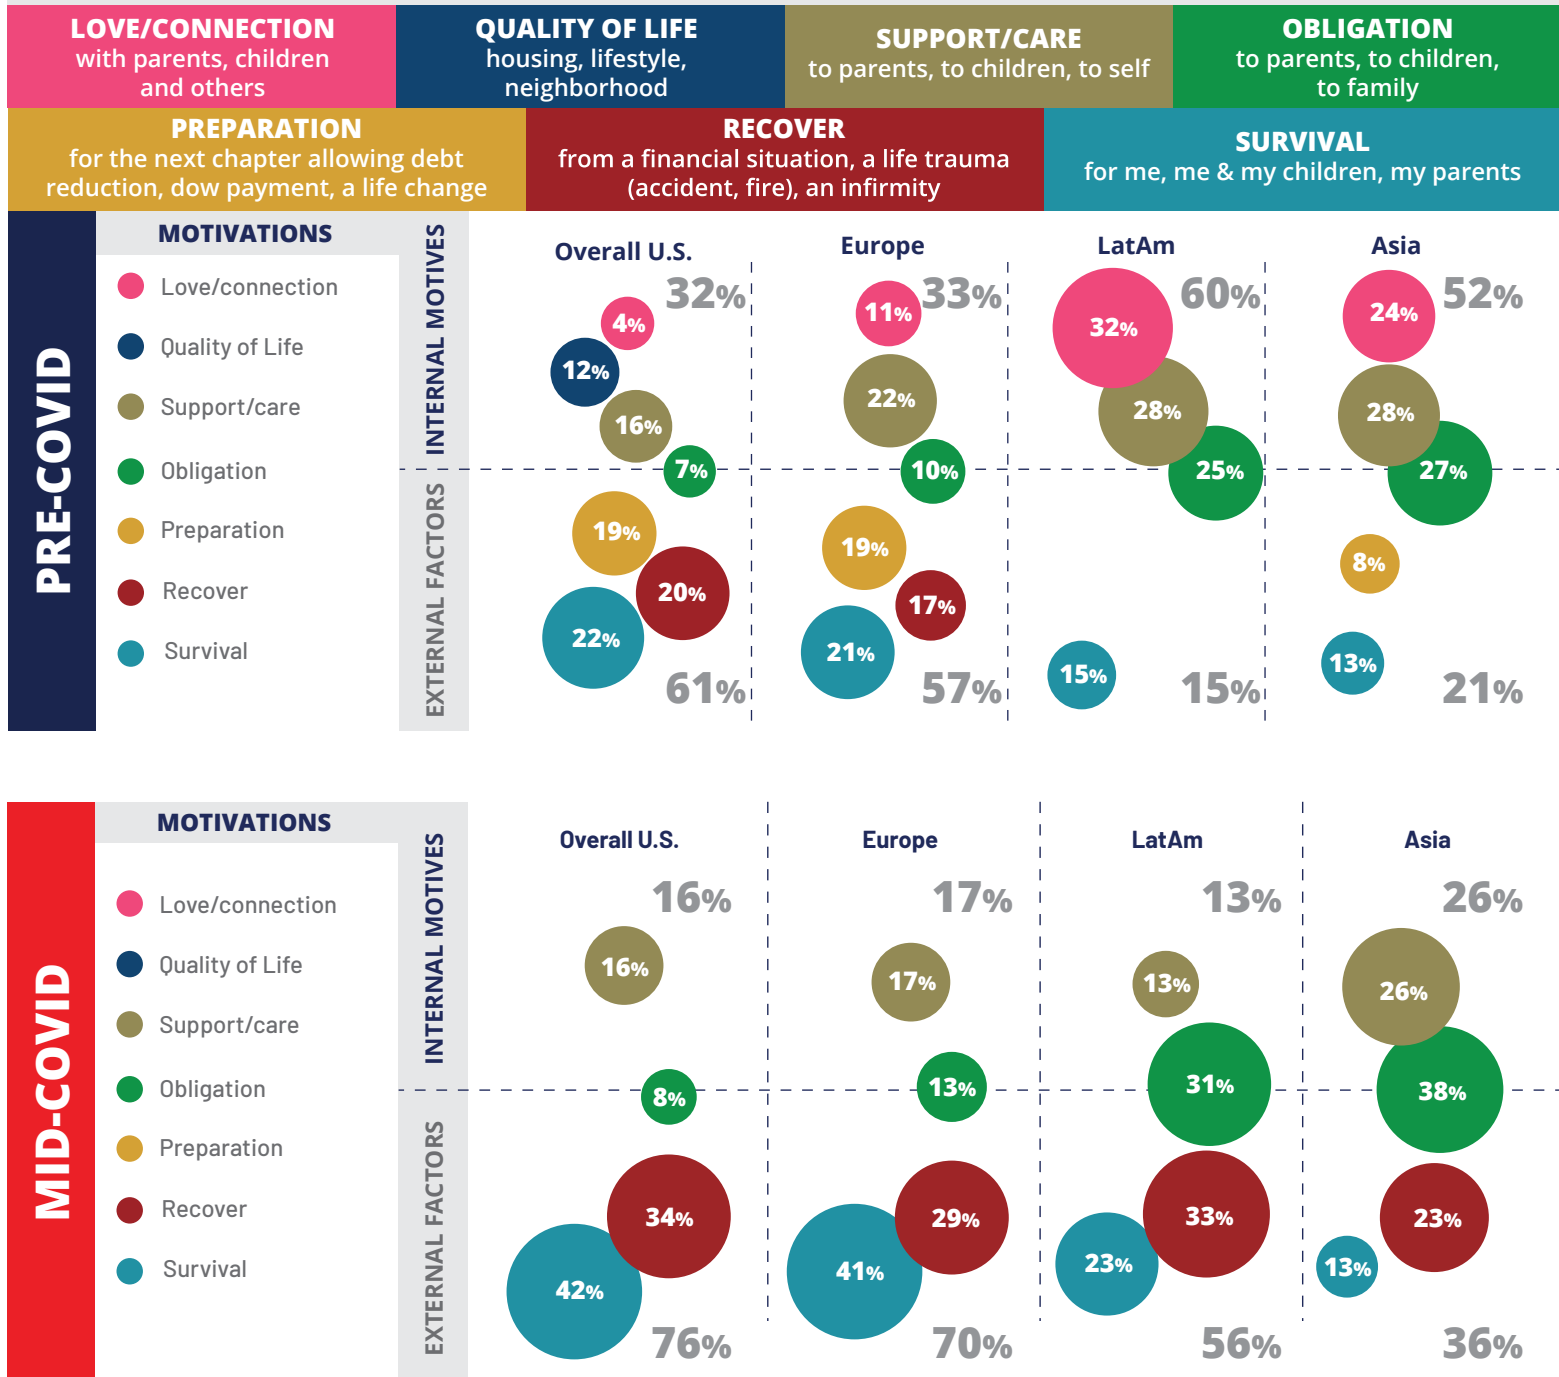 LOVE/CONNECTION
with parents, children
and others
QUALITY OF LIFE
housing, lifestyle,
neighborhood
SUPPORT/CARE
to parents, to children, to self
OBLIGATION
to parents, to children,
to family
PREPARATION
for the next chapter allowing debt
reduction, dow payment, a life change
RECOVER
from a financial situation, a life trauma
(accident, fire), an infirmity
SURVIVAL
for me, me & my children, my parents
PRE-COVID
MOTIVATIONS
Love/connection
Quality of Life
Support/care
Obligation
Preparation
Recover
Survival
INTERNAL MOTIVES
EXTERNAL FACTORS
Overall U.S.
32%
4%
12%
16%
7%
19%
20%
22%
61%
Europe
33%
11%
22%
10%
19%
17%
21%
57%
LatAm
60%
32%
28%
25%
15%
15%
Asia
52%
24%
28%
27%
8%
13%
21%
MID-COVID
MOTIVATIONS
Love/connection
Quality of Life
Support/care
Obligation
Preparation
Recover
Survival
INTERNAL MOTIVES
EXTERNAL FACTORS
Overall U.S.
16%
16%
8%
34%
42%
76%
Europe
17%
17%
13%
29%
41%
70%
LatAm
13%
13%
31%
33%
23%
56%
Asia
26%
26%
38%
23%
13%
36%